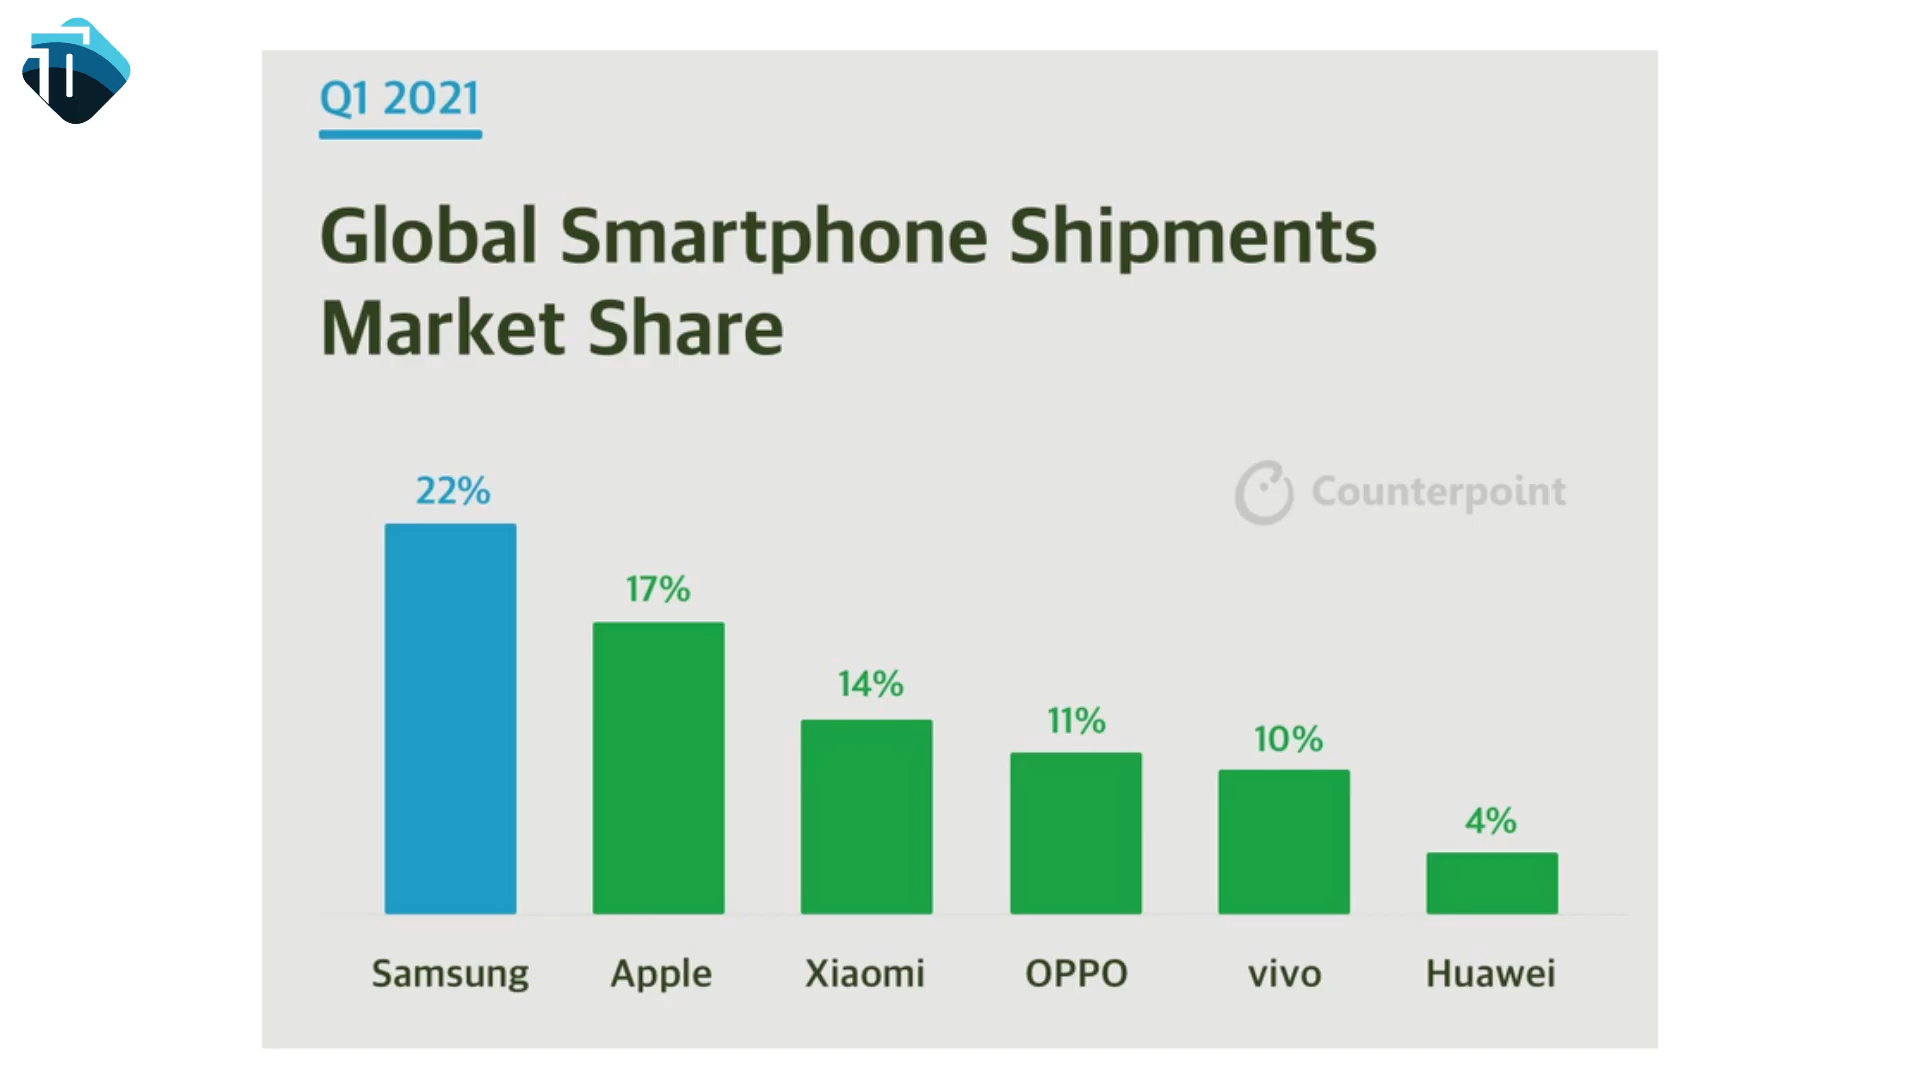 Q1 2021
Global Smartphone Shipments
Market Share
Counterpoint
22%
17%
14%
11%
10%
4%
Samsung
Apple
Xiaomi
OPPO
vivo
Huawei